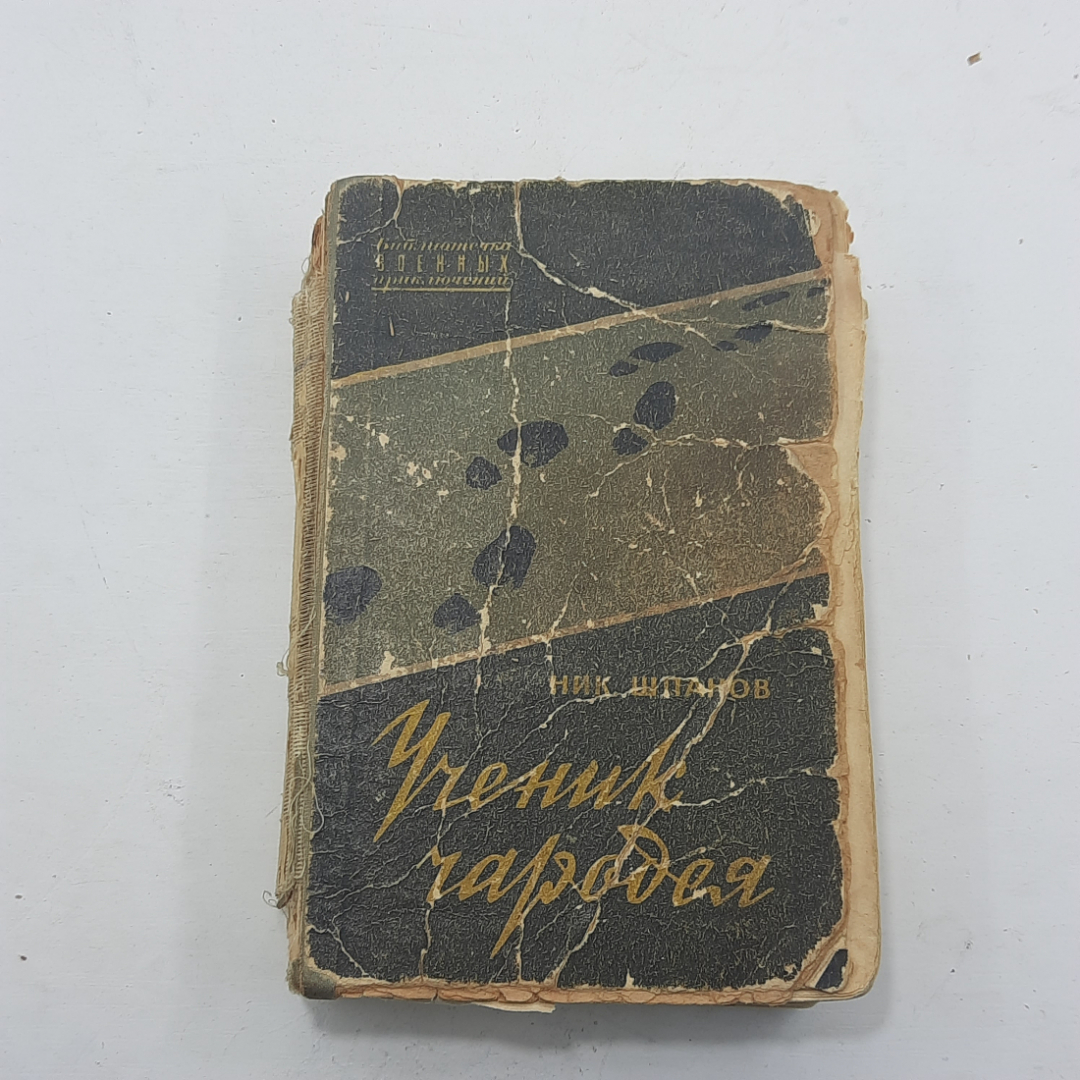 Библиотечка
ВОЕННЫХ
приключений
НИК ШПАНОВ
Ученик
чародея